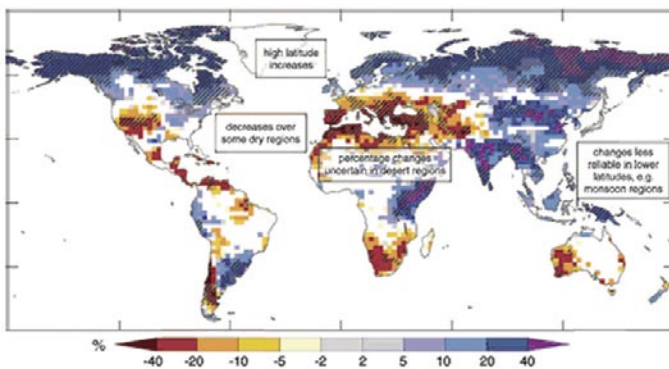 high latitude
increases
decreases over
some dry regions
percentage changes
uncertain in desert regions
changes less
reliable in lower
latitudes, e.g.
monsoon regions
% -40 -20 -10 -5 -2 2 5 10 20 40